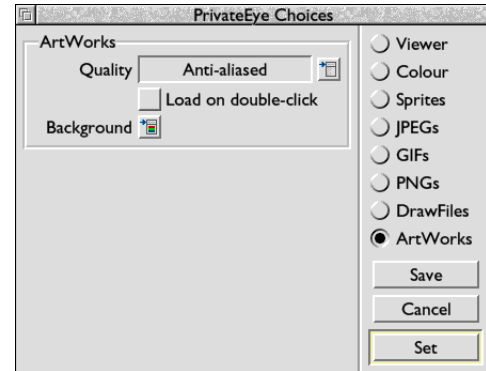 PrivateEye Choices
ArtWorks
Quality Anti-aliased
Load on double-click
Background
Viewer
Colour
Sprites
JPEGs
GIFs
PNGs
DrawFiles
ArtWorks
Save
Cancel
Set